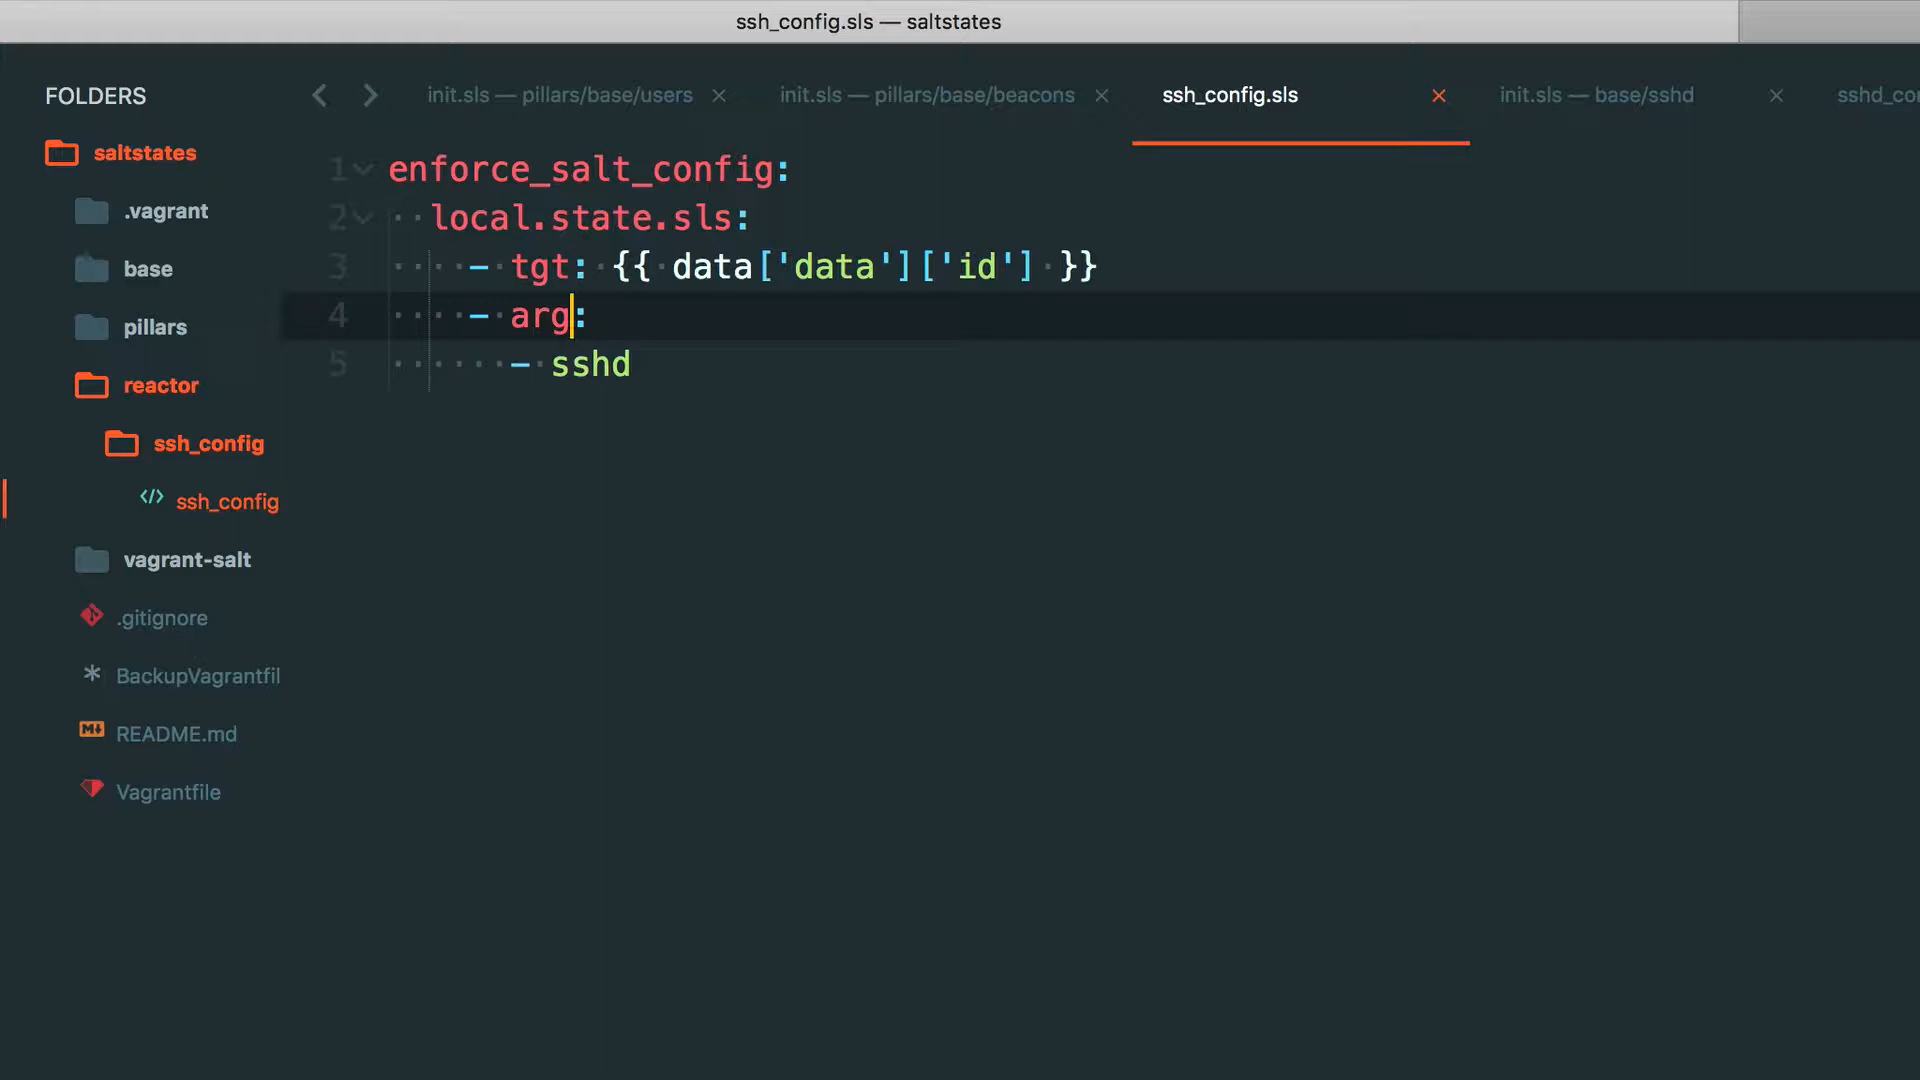 ssh_config.sls — saltstates
FOLDERS
init.sls — pillars/base/users
init.sls — pillars/base/beacons
ssh_config.sls
init.sls — base/sshd
saltstates
.vagrant
base
pillars
reactor
ssh_config
ssh_config
vagrant-salt
.gitignore
BackupVagrantfil
README.md
Vagrantfile
1 enforce_salt_config:
2 local.state.sls:
3 - tgt: {{ data['data']['id'] }}
4 - arg:
5 - sshd